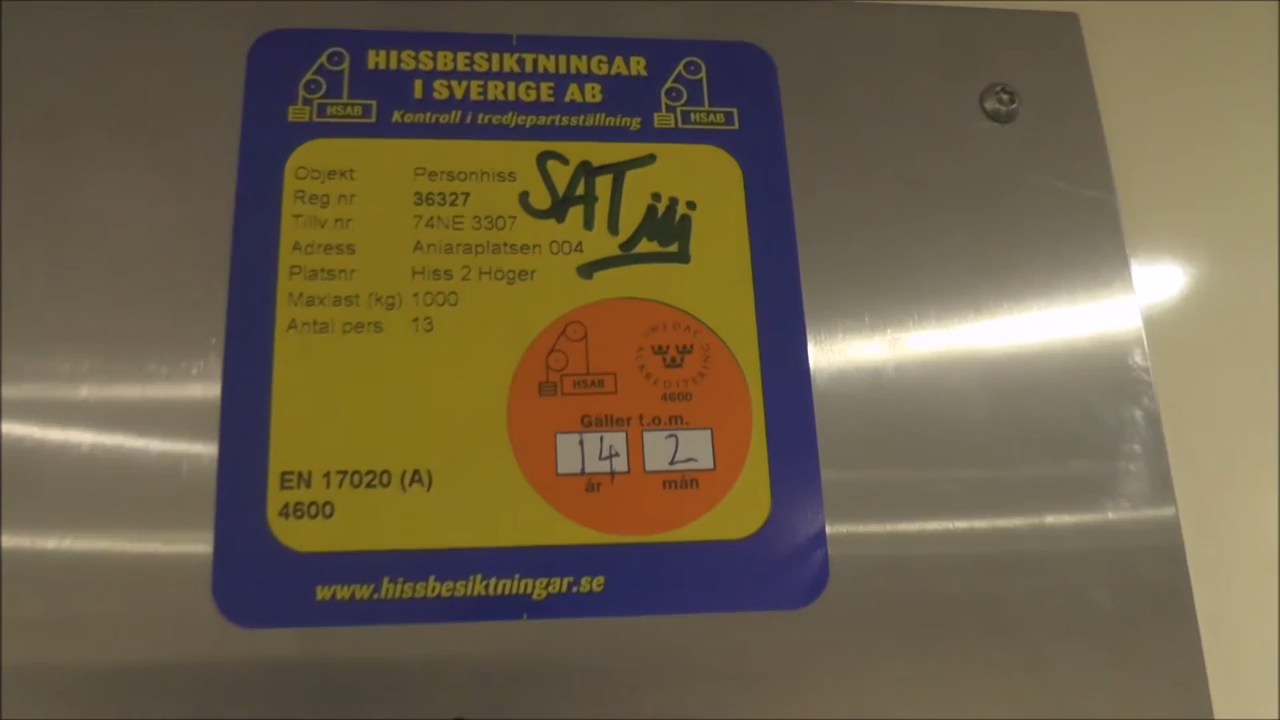 HISSBESIKTNINGAR
I SVERIGE AB
HSAB
Kontroll i tredjepartsställning
HSAB
Objekt Personhiss
Reg.nr 36327
Tillv.nr: 74NE 3307
Adress Aniaraplatsen 004
Platsnr Hiss 2 Höger
Maxlast (kg) 1000
Antal pers 13
SAT
HSAB
SWEDAC
ACKREDITERING
4600
Gäller t.o.m.
14 2
år mån
EN 17020 (A)
4600
www.hissbesiktningar.se